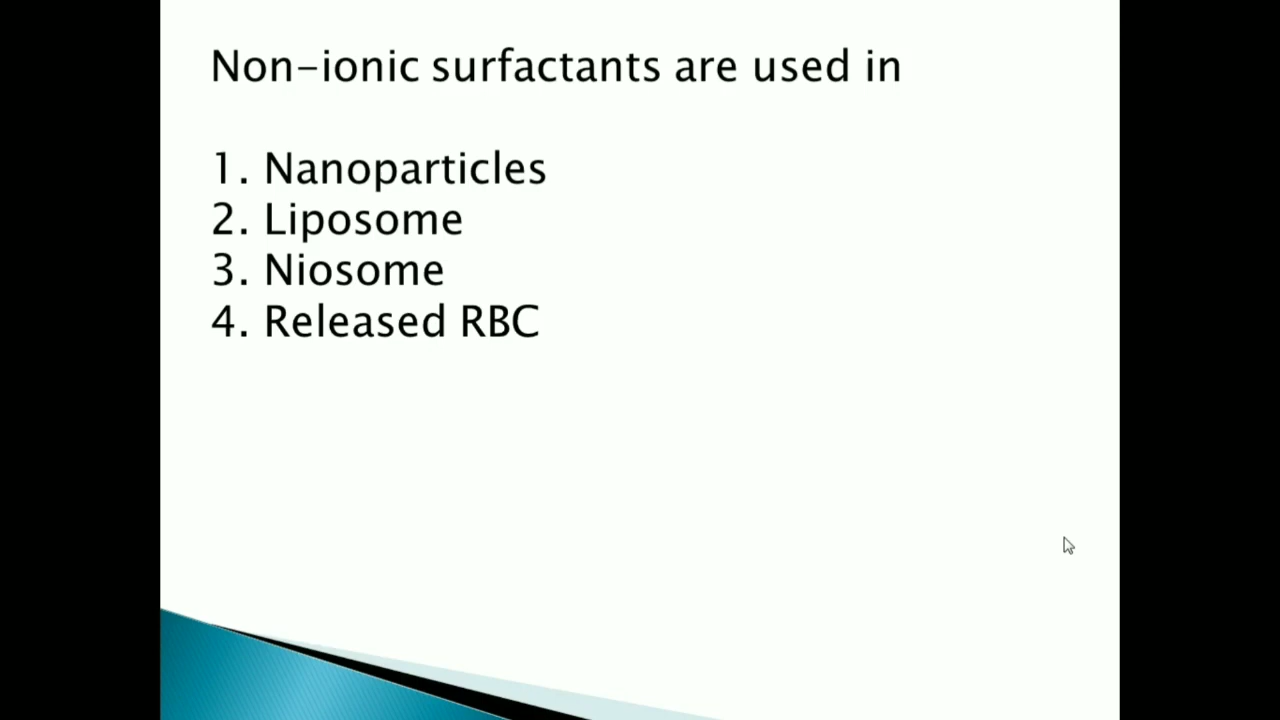 Non-ionic surfactants are used in
1. Nanoparticles
2. Liposome
3. Niosome
4. Released RBC